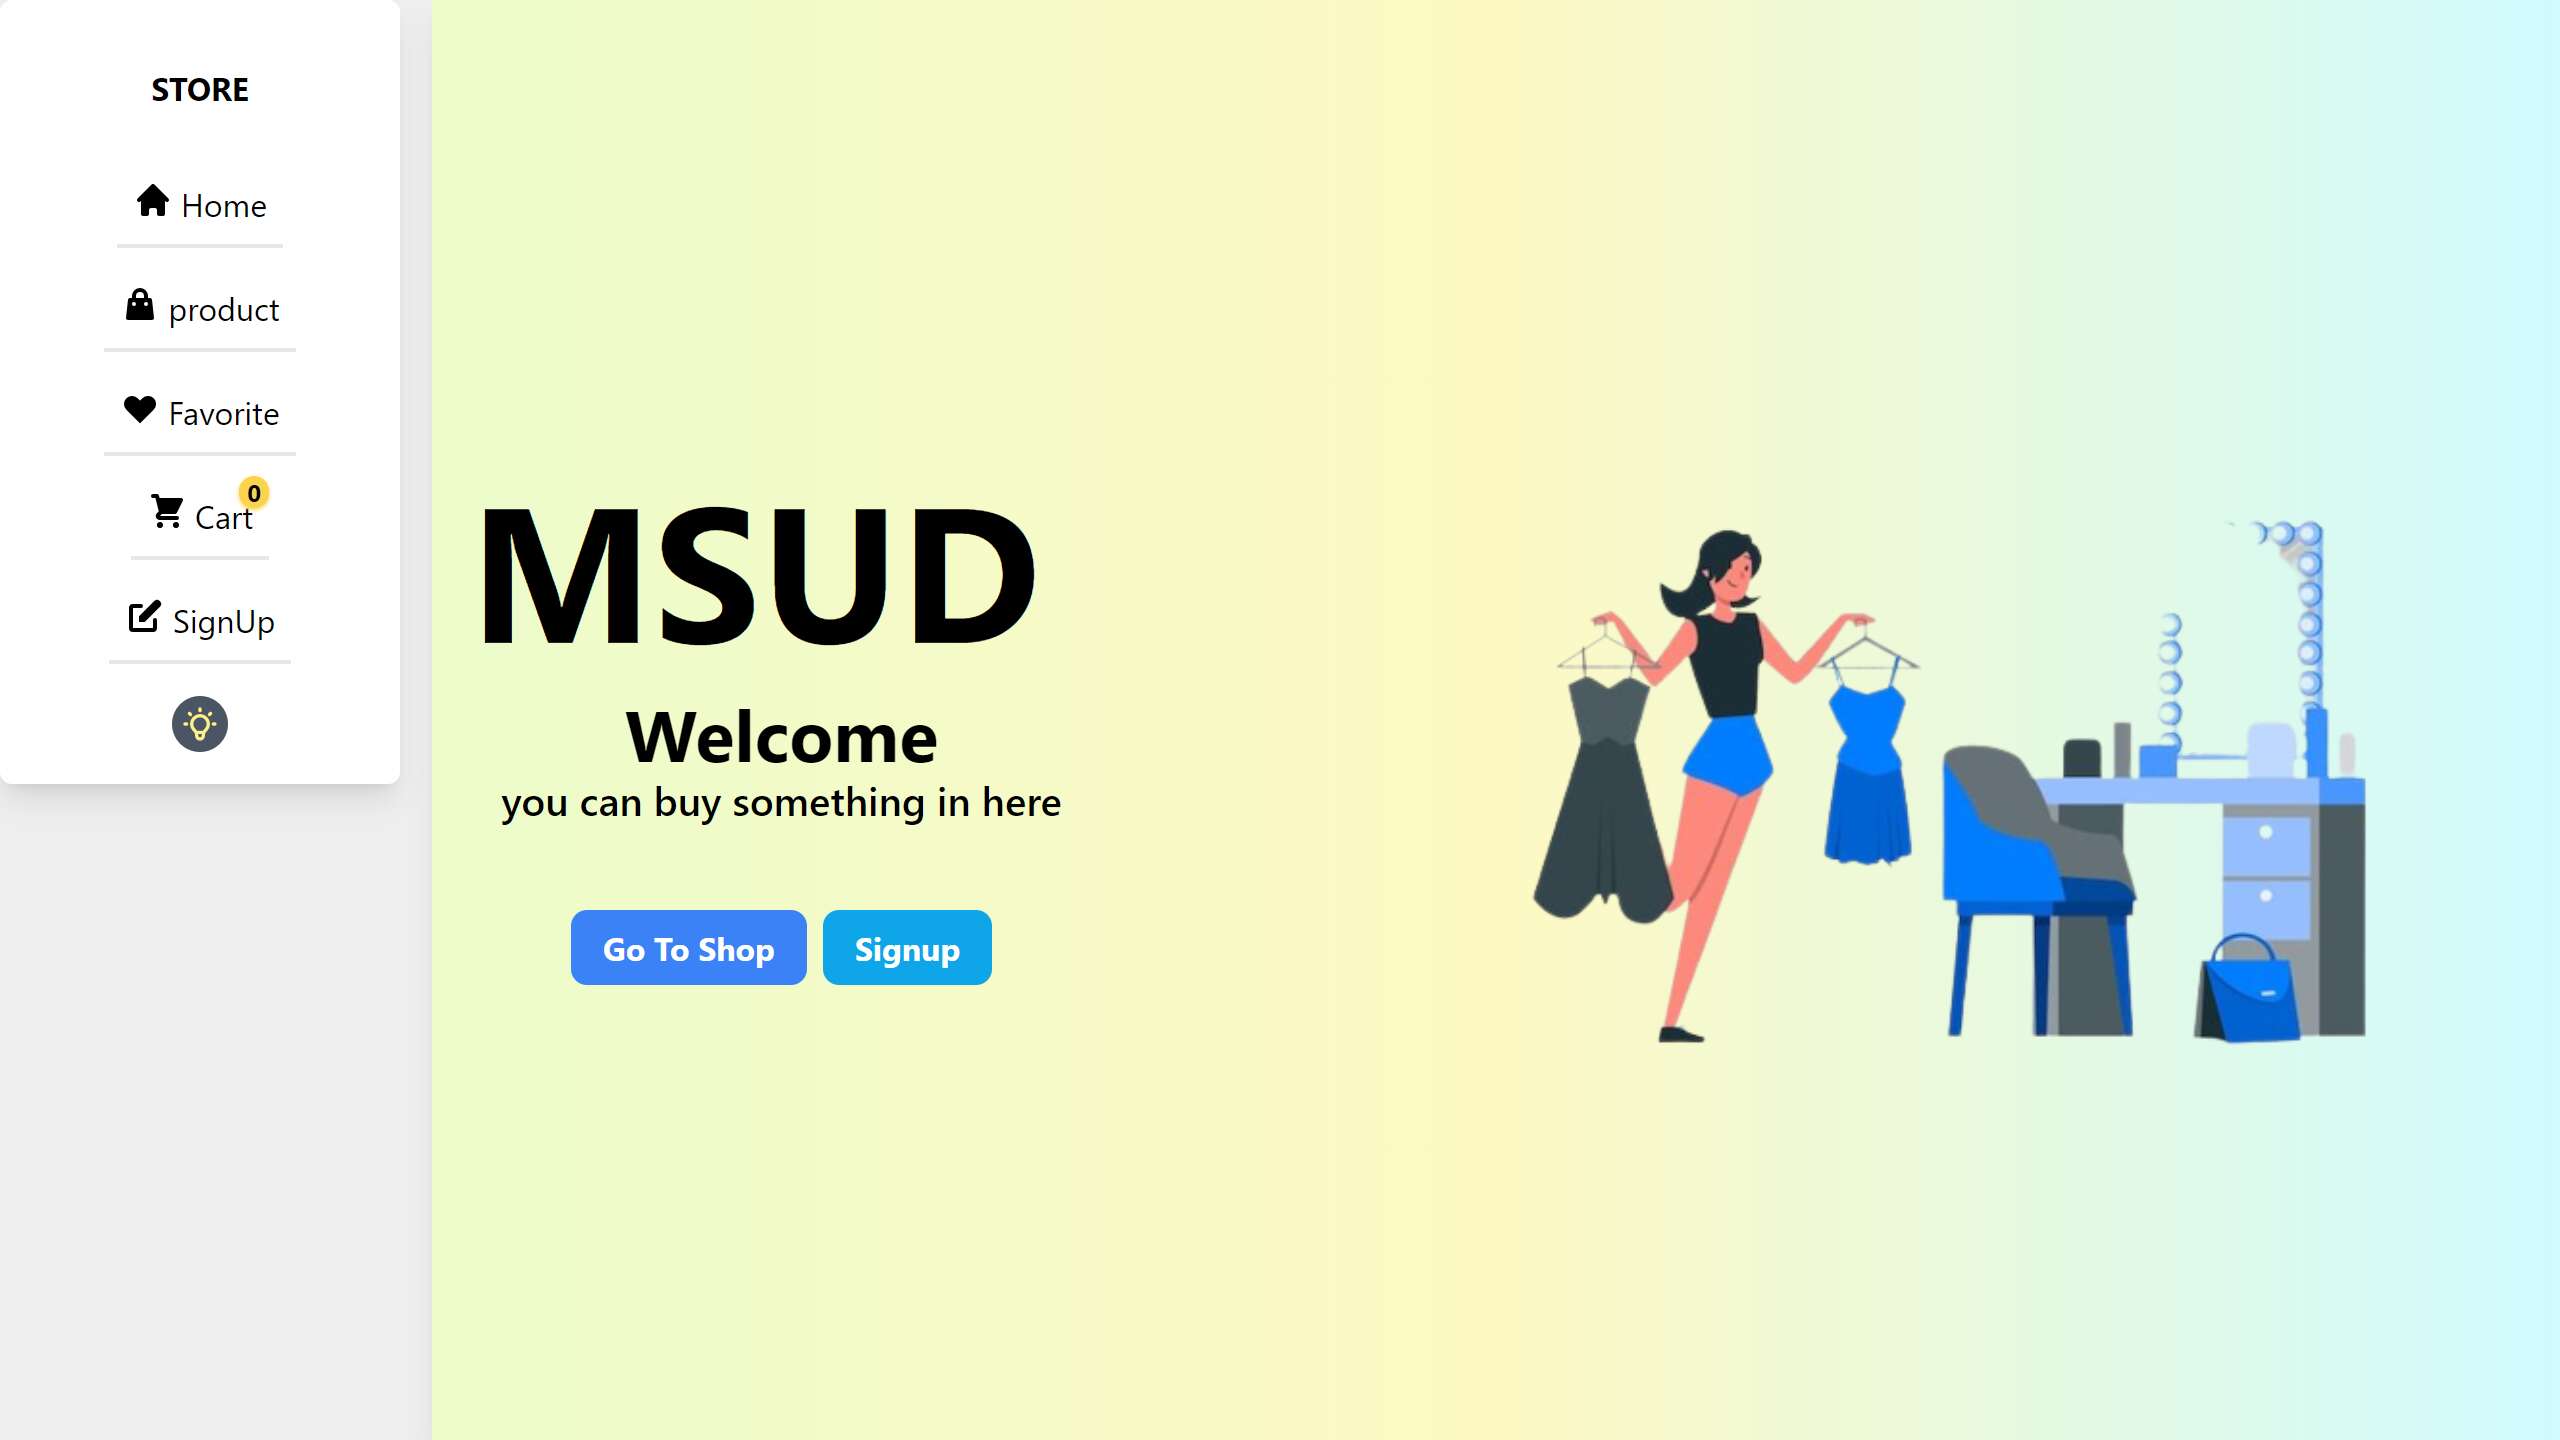 STORE
Home
product
Favorite
0
Cart
SignUp
MSUD
Welcome
you can buy something in here
Go To Shop
Signup